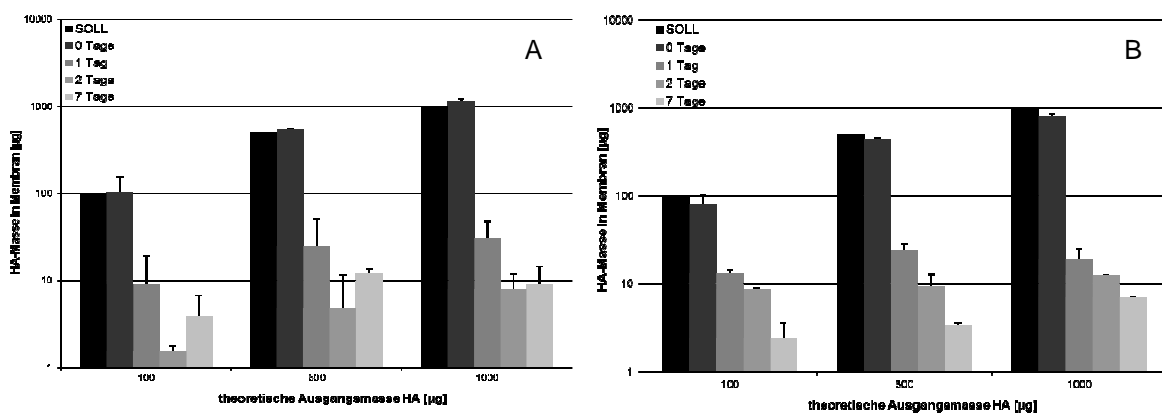 A
SOLL
0 Tage
1 Tag
2 Tage
7 Tage
10000
1000
100
10
HA-Masse in Membran [µg]
100
500
1000
theoretische Ausgangsmasse HA [µg]
B
SOLL
0 Tage
1 Tag
2 Tage
7 Tage
10000
1000
100
10
1
HA-Masse in Membran [µg]
100
500
1000
theoretische Ausgangsmasse HA [µg]